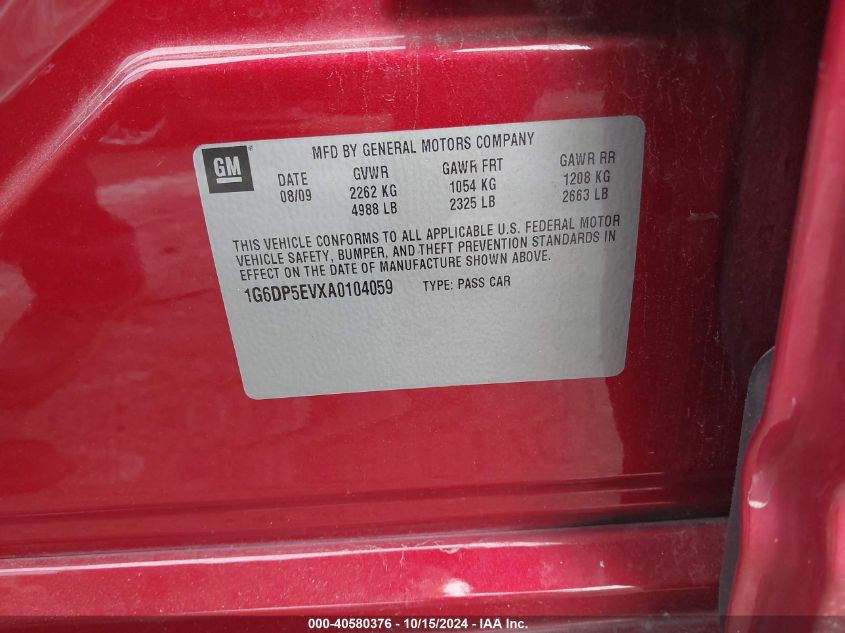 GM
MFD BY GENERAL MOTORS COMPANY
DATE GVWR GAWR FRT GAWR RR
08/09 2262 KG 1054 KG 1208 KG
4988 LB 2325 LB 2663 LB
THIS VEHICLE CONFORMS TO ALL APPLICABLE U.S. FEDERAL MOTOR
VEHICLE SAFETY, BUMPER, AND THEFT PREVENTION STANDARDS IN
EFFECT ON THE DATE OF MANUFACTURE SHOWN ABOVE.
1G6DP5EVXA0104059 TYPE: PASS CAR
000-40580376 - 10/15/2024 - IAA Inc.